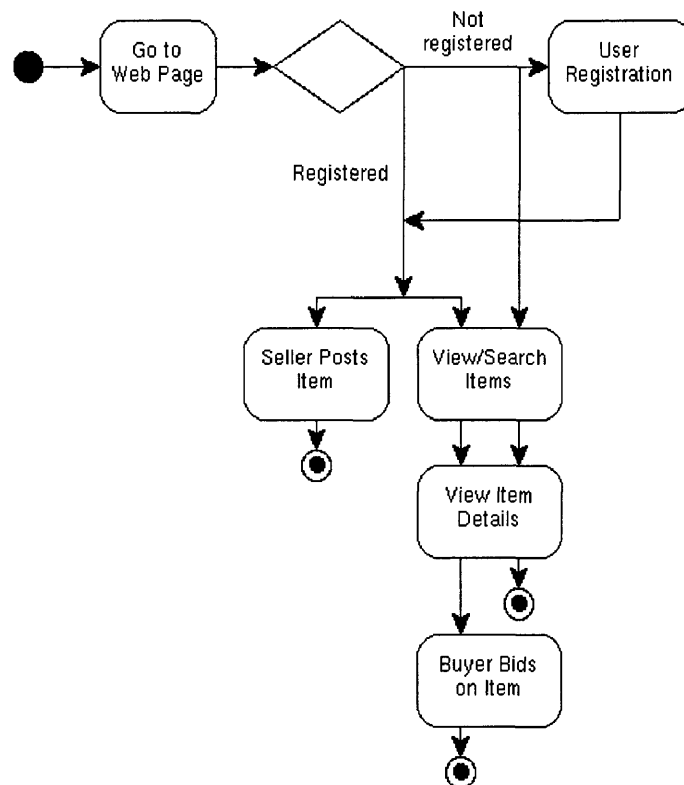 Go to
Web Page
Not
registered
User
Registration
Registered
Seller Posts
Item
View/Search
Items
View Item
Details
Buyer Bids
on Item